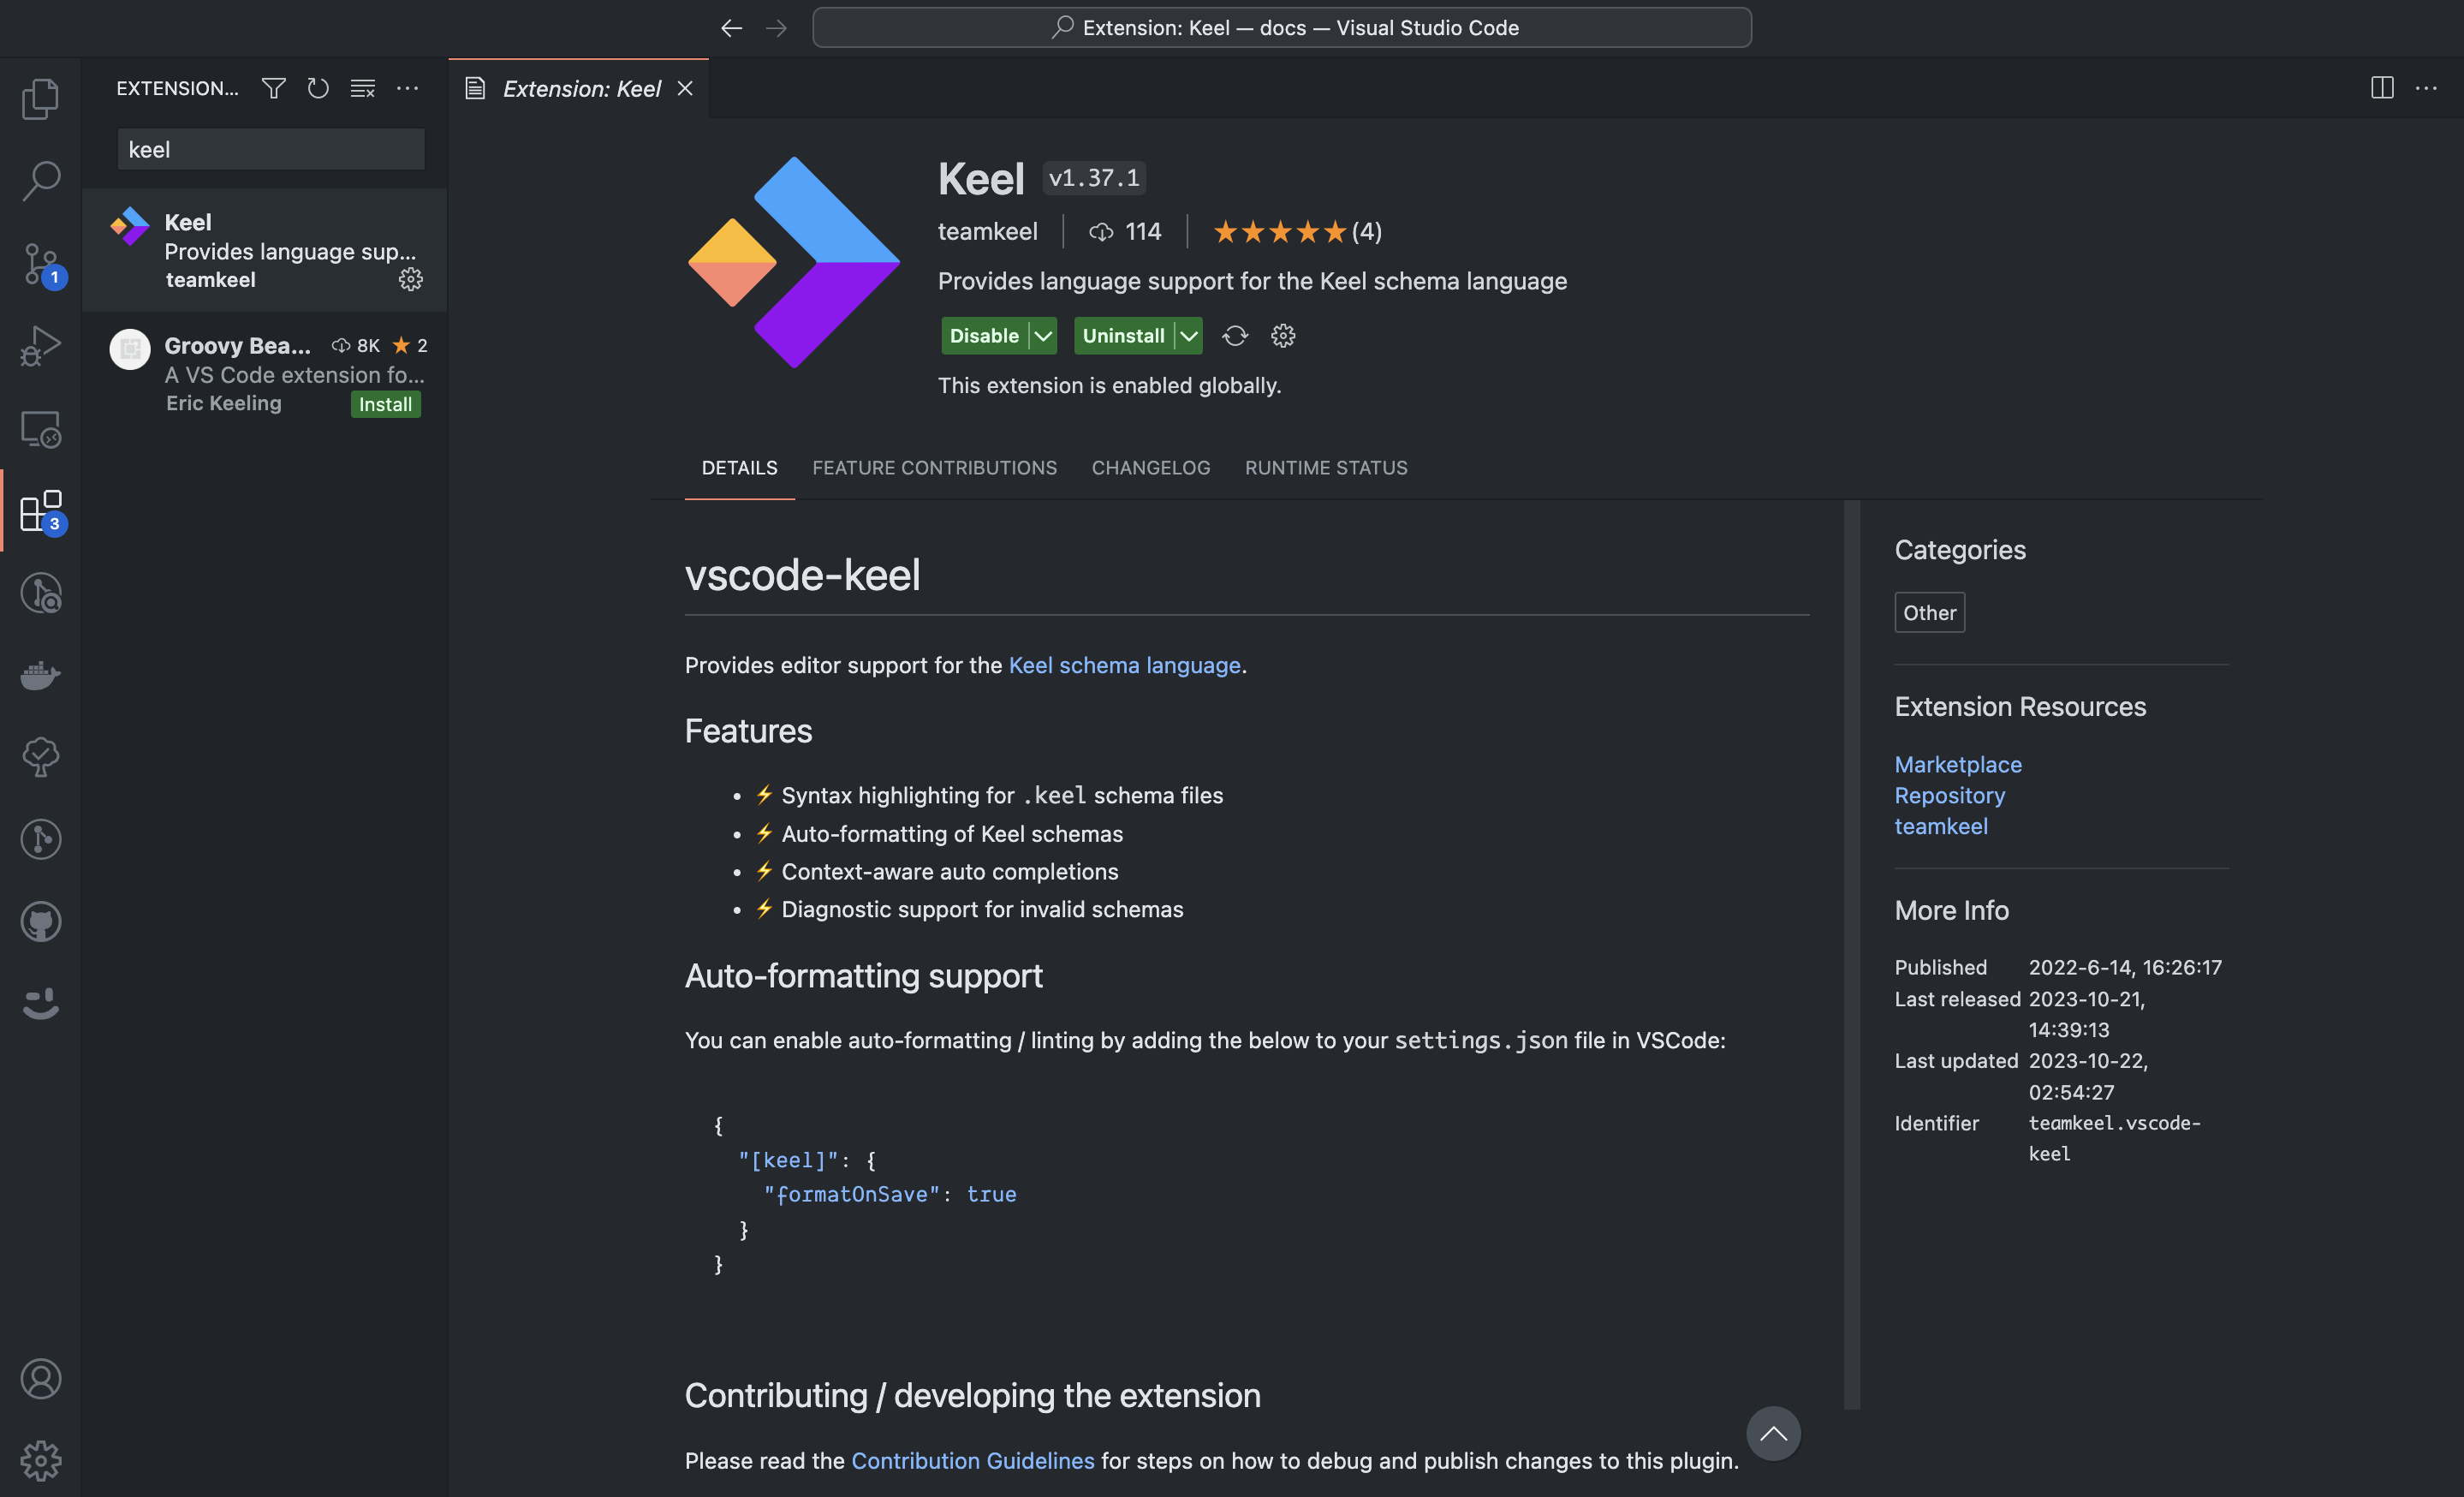 Extension: Keel — docs — Visual Studio Code
EXTENSION...
keel
Keel
Provides language sup...
teamkeel
Groovy Bea... 8K ★ 2
A VS Code extension fo...
Eric Keeling Install
1
3
Extension: Keel
Keel v1.37.1
teamkeel 114 ★★★★★ (4)
Provides language support for the Keel schema language
Disable Uninstall
This extension is enabled globally.
DETAILS FEATURE CONTRIBUTIONS CHANGELOG RUNTIME STATUS
vscode-keel
Provides editor support for the Keel schema language.
Features
• ⚡ Syntax highlighting for .keel schema files
• ⚡ Auto-formatting of Keel schemas
• ⚡ Context-aware auto completions
• ⚡ Diagnostic support for invalid schemas
Auto-formatting support
You can enable auto-formatting / linting by adding the below to your settings.json file in VSCode:
{
"[keel]": {
"formatOnSave": true
}
}
Contributing / developing the extension
Please read the Contribution Guidelines for steps on how to debug and publish changes to this plugin.
Categories
Other
Extension Resources
Marketplace
Repository
teamkeel
More Info
Published 2022-6-14, 16:26:17
Last released 2023-10-21,
14:39:13
Last updated 2023-10-22,
02:54:27
Identifier teamkeel.vscode-
keel